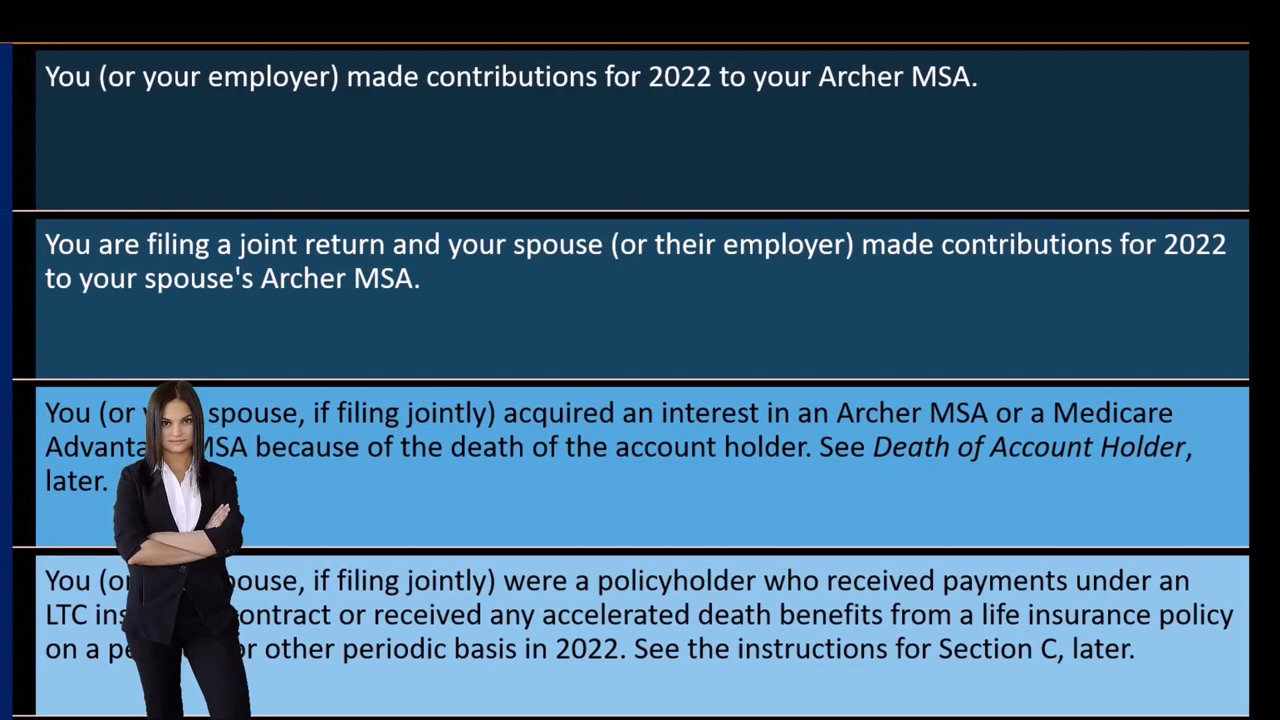 You (or your employer) made contributions for 2022 to your Archer MSA.
You are filing a joint return and your spouse (or their employer) made contributions for 2022
to your spouse's Archer MSA.
You (or spouse, if filing jointly) acquired an interest in an Archer MSA or a Medicare
MSA because of the death of the account holder. See Death of Account Holder,
later.
You (or spouse, if filing jointly) were a policyholder who received payments under an
LTC contract or received any accelerated death benefits from a life insurance policy
on a or other periodic basis in 2022. See the instructions for Section C, later.